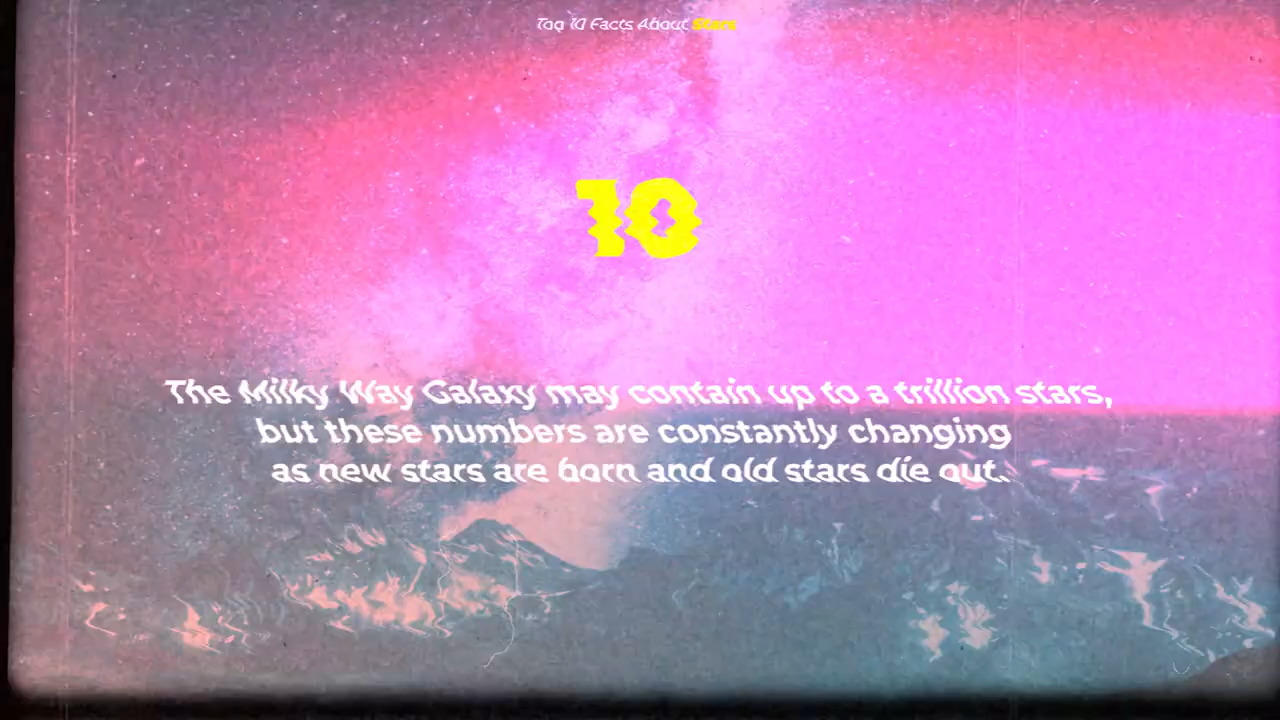 Top 10 Facts About Stars
10
The Milky Way Galaxy may contain up to a trillion stars,
but these numbers are constantly changing
as new stars are born and old stars die out.